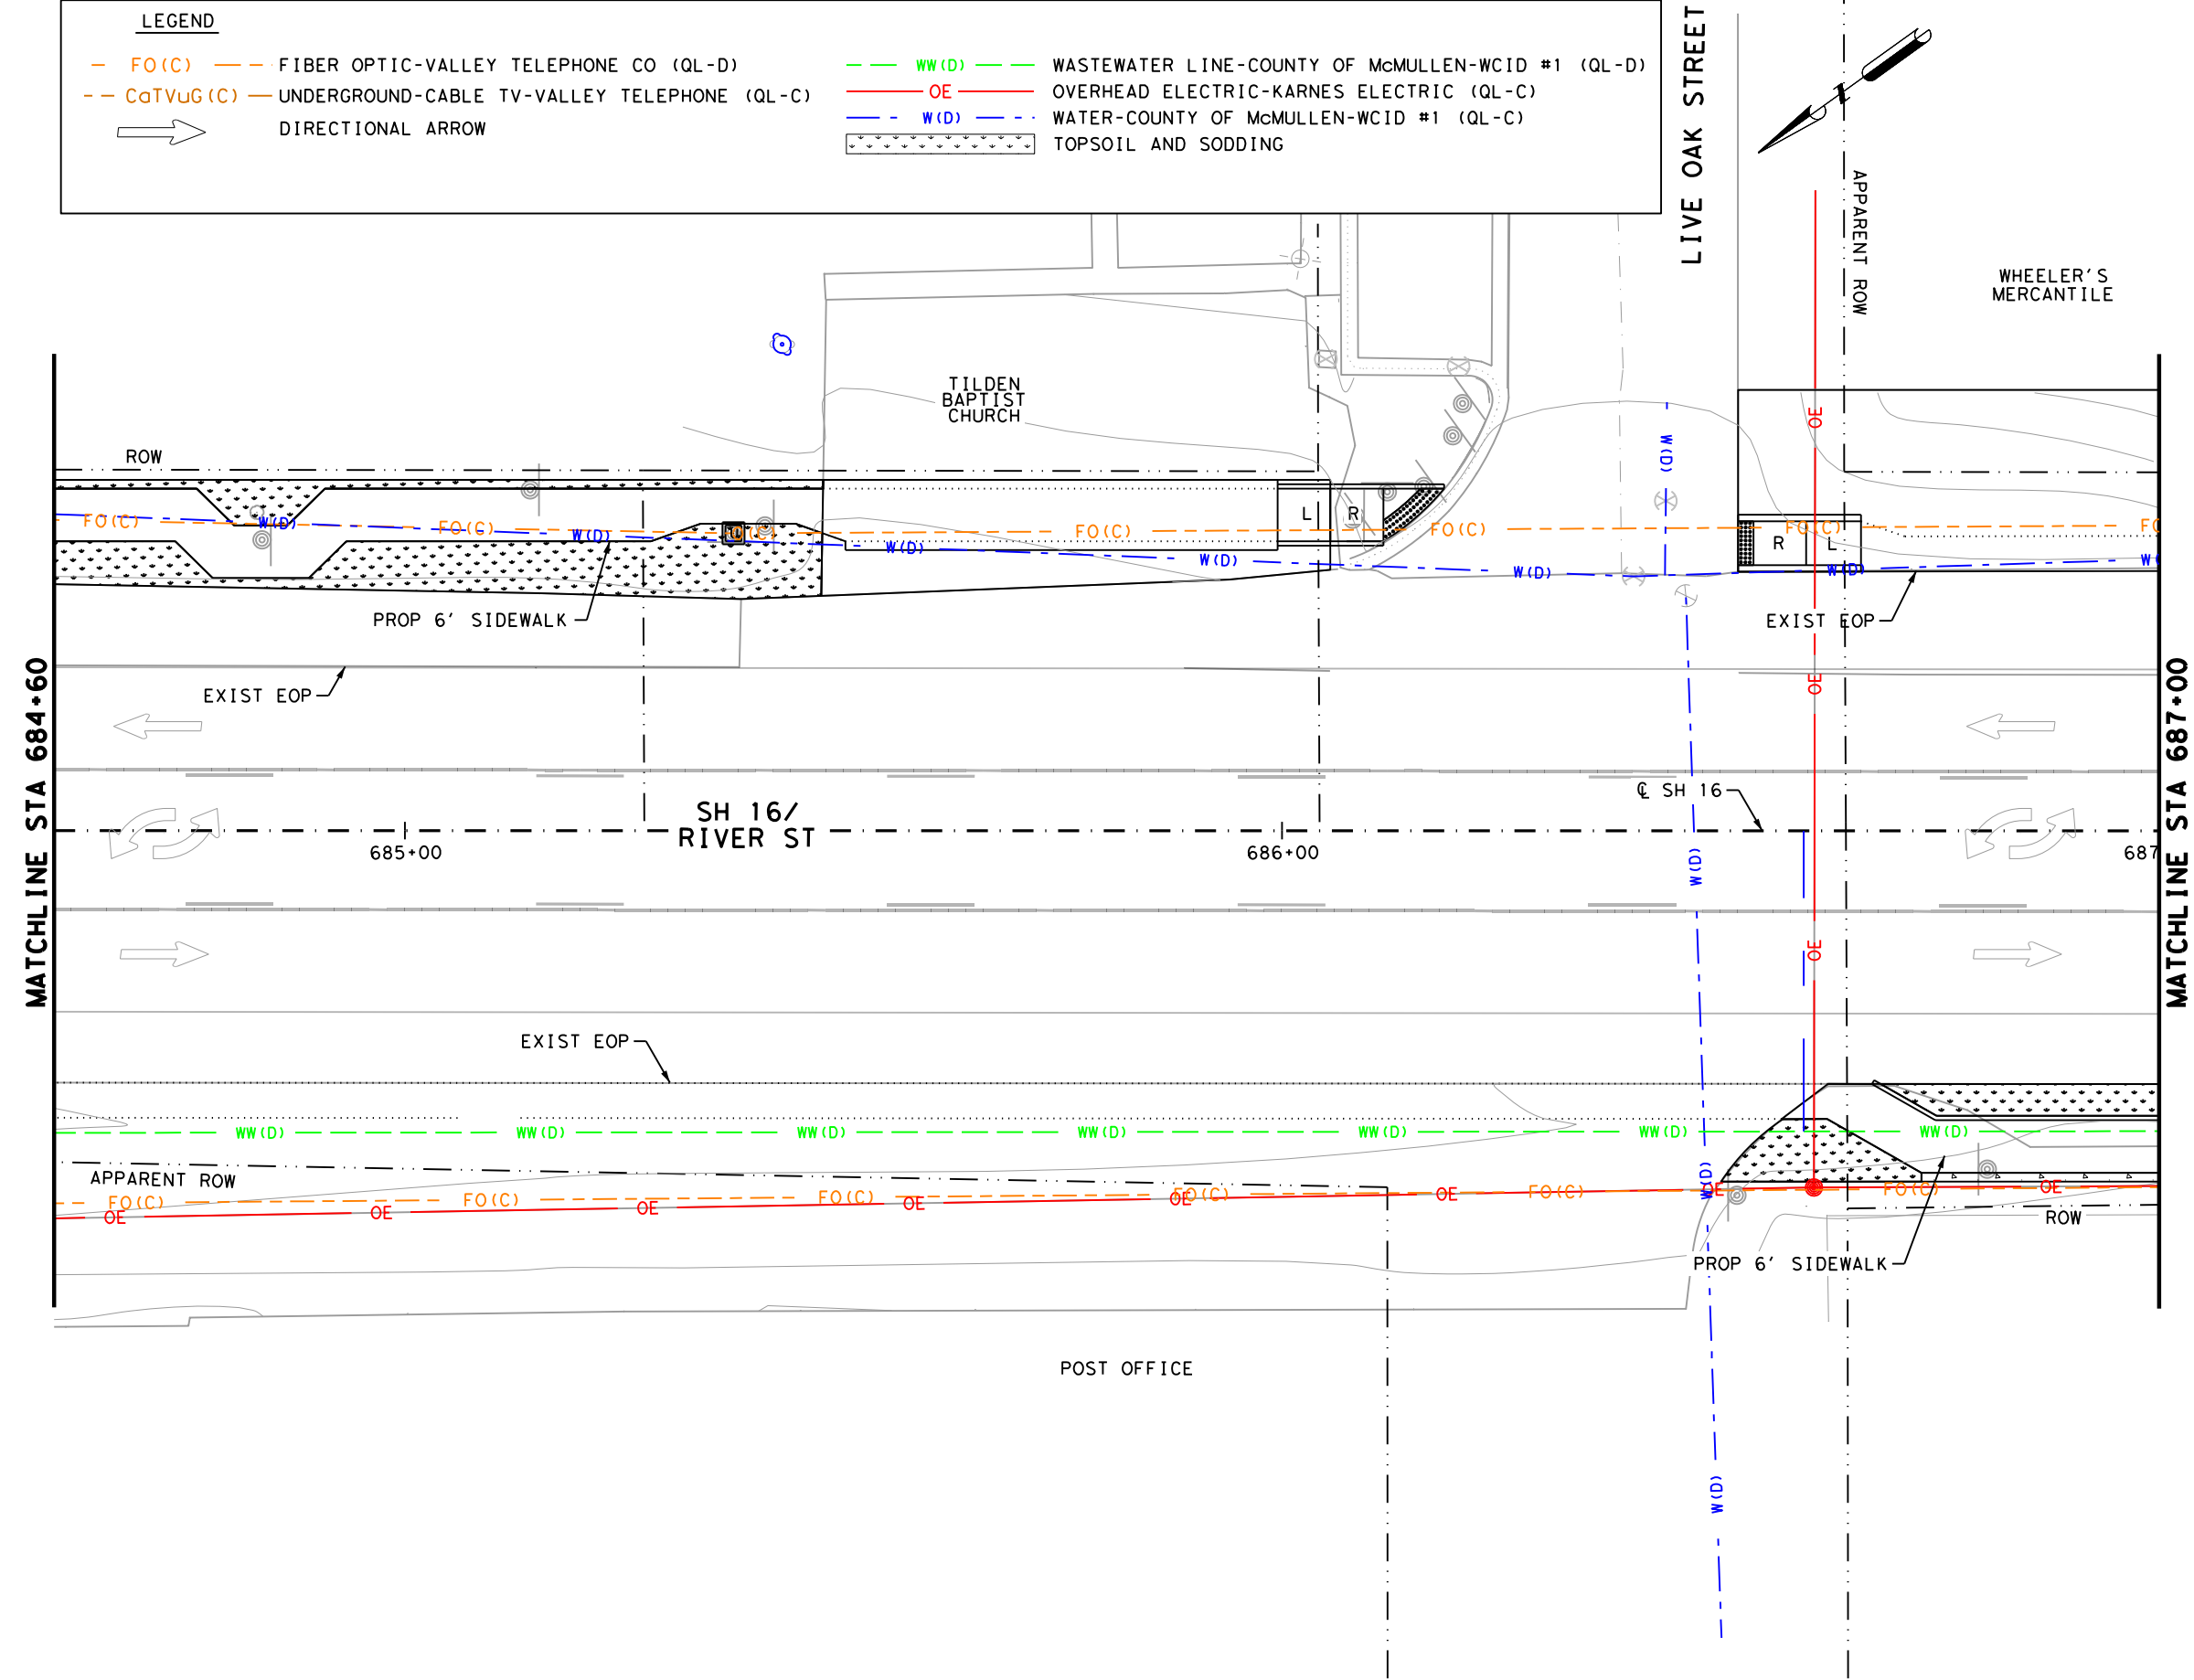 LEGEND
FO(C) FIBER OPTIC-VALLEY TELEPHONE CO (QL-D)
CaTVuG(C) UNDERGROUND-CABLE TV-VALLEY TELEPHONE (QL-C)
DIRECTIONAL ARROW
WW(D) WASTEWATER LINE-COUNTY OF McMULLEN-WCID #1 (QL-D)
OE OVERHEAD ELECTRIC-KARNES ELECTRIC (QL-C)
W(D) WATER-COUNTY OF McMULLEN-WCID #1 (QL-C)
TOPSOIL AND SODDING
LIVE OAK STREET
APPARENT ROW
WHEELER'S
MERCANTILE
TILDEN
BAPTIST
CHURCH
OE
W(D)
ROW
FO(C) W(D) FO(C) W(D) FO(C) W(D) FO(C) W(D) FO(C) W(D) FO(C) W(D) FO
L R
R L
PROP 6' SIDEWALK
EXIST EOP
EXIST EOP
OE
MATCHLINE STA 684+60
MATCHLINE STA 687+00
℄ SH 16
SH 16/
RIVER ST
685+00
686+00
687
W(D)
OE
EXIST EOP
WW(D) WW(D) WW(D) WW(D) WW(D) WW(D) WW(D)
APPARENT ROW
FO(C) FO(C) FO(C) FO(C) FO(C) FO(C)
OE OE OE OE OE OE OE OE
W(D)
ROW
PROP 6' SIDEWALK
POST OFFICE
W(D)